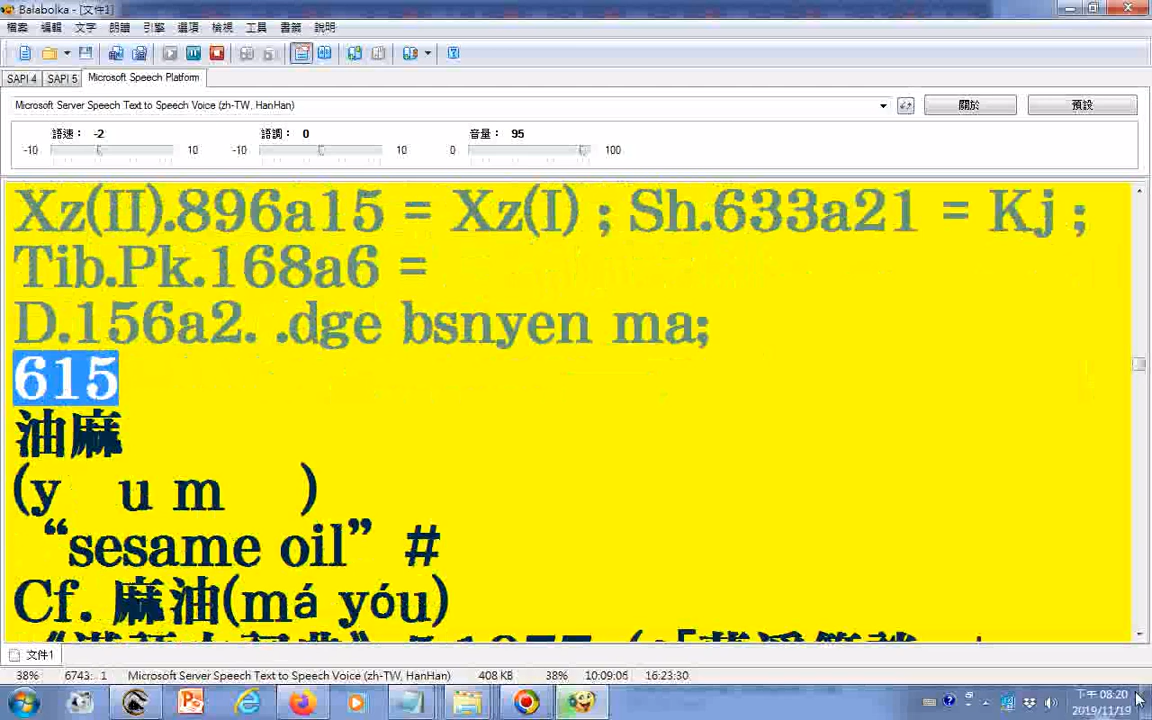 Balabolka - [文件1]
檔案 編輯 文字 朗讀 引擎 選項 檢視 工具 書籤 說明
SAPI 4 SAPI 5 Microsoft Speech Platform
Microsoft Server Speech Text to Speech Voice (zh-TW, HanHan) 關於 預設
語速： -2 語調： 0 音量： 95
-10 10 -10 10 0 100
Xz(II).896a15 = Xz(I) ; Sh.633a21 = Kj ;
Tib.Pk.168a6 =
D.156a2. .dge bsnyen ma;
615
油麻
(y u m )
“sesame oil” #
Cf. 麻油(má yóu)
文件1
38% 6743: 1 Microsoft Server Speech Text to Speech Voice (zh-TW, HanHan) 408 KB 38% 10:09:06 16:23:30
下午 08:20
2019/11/19